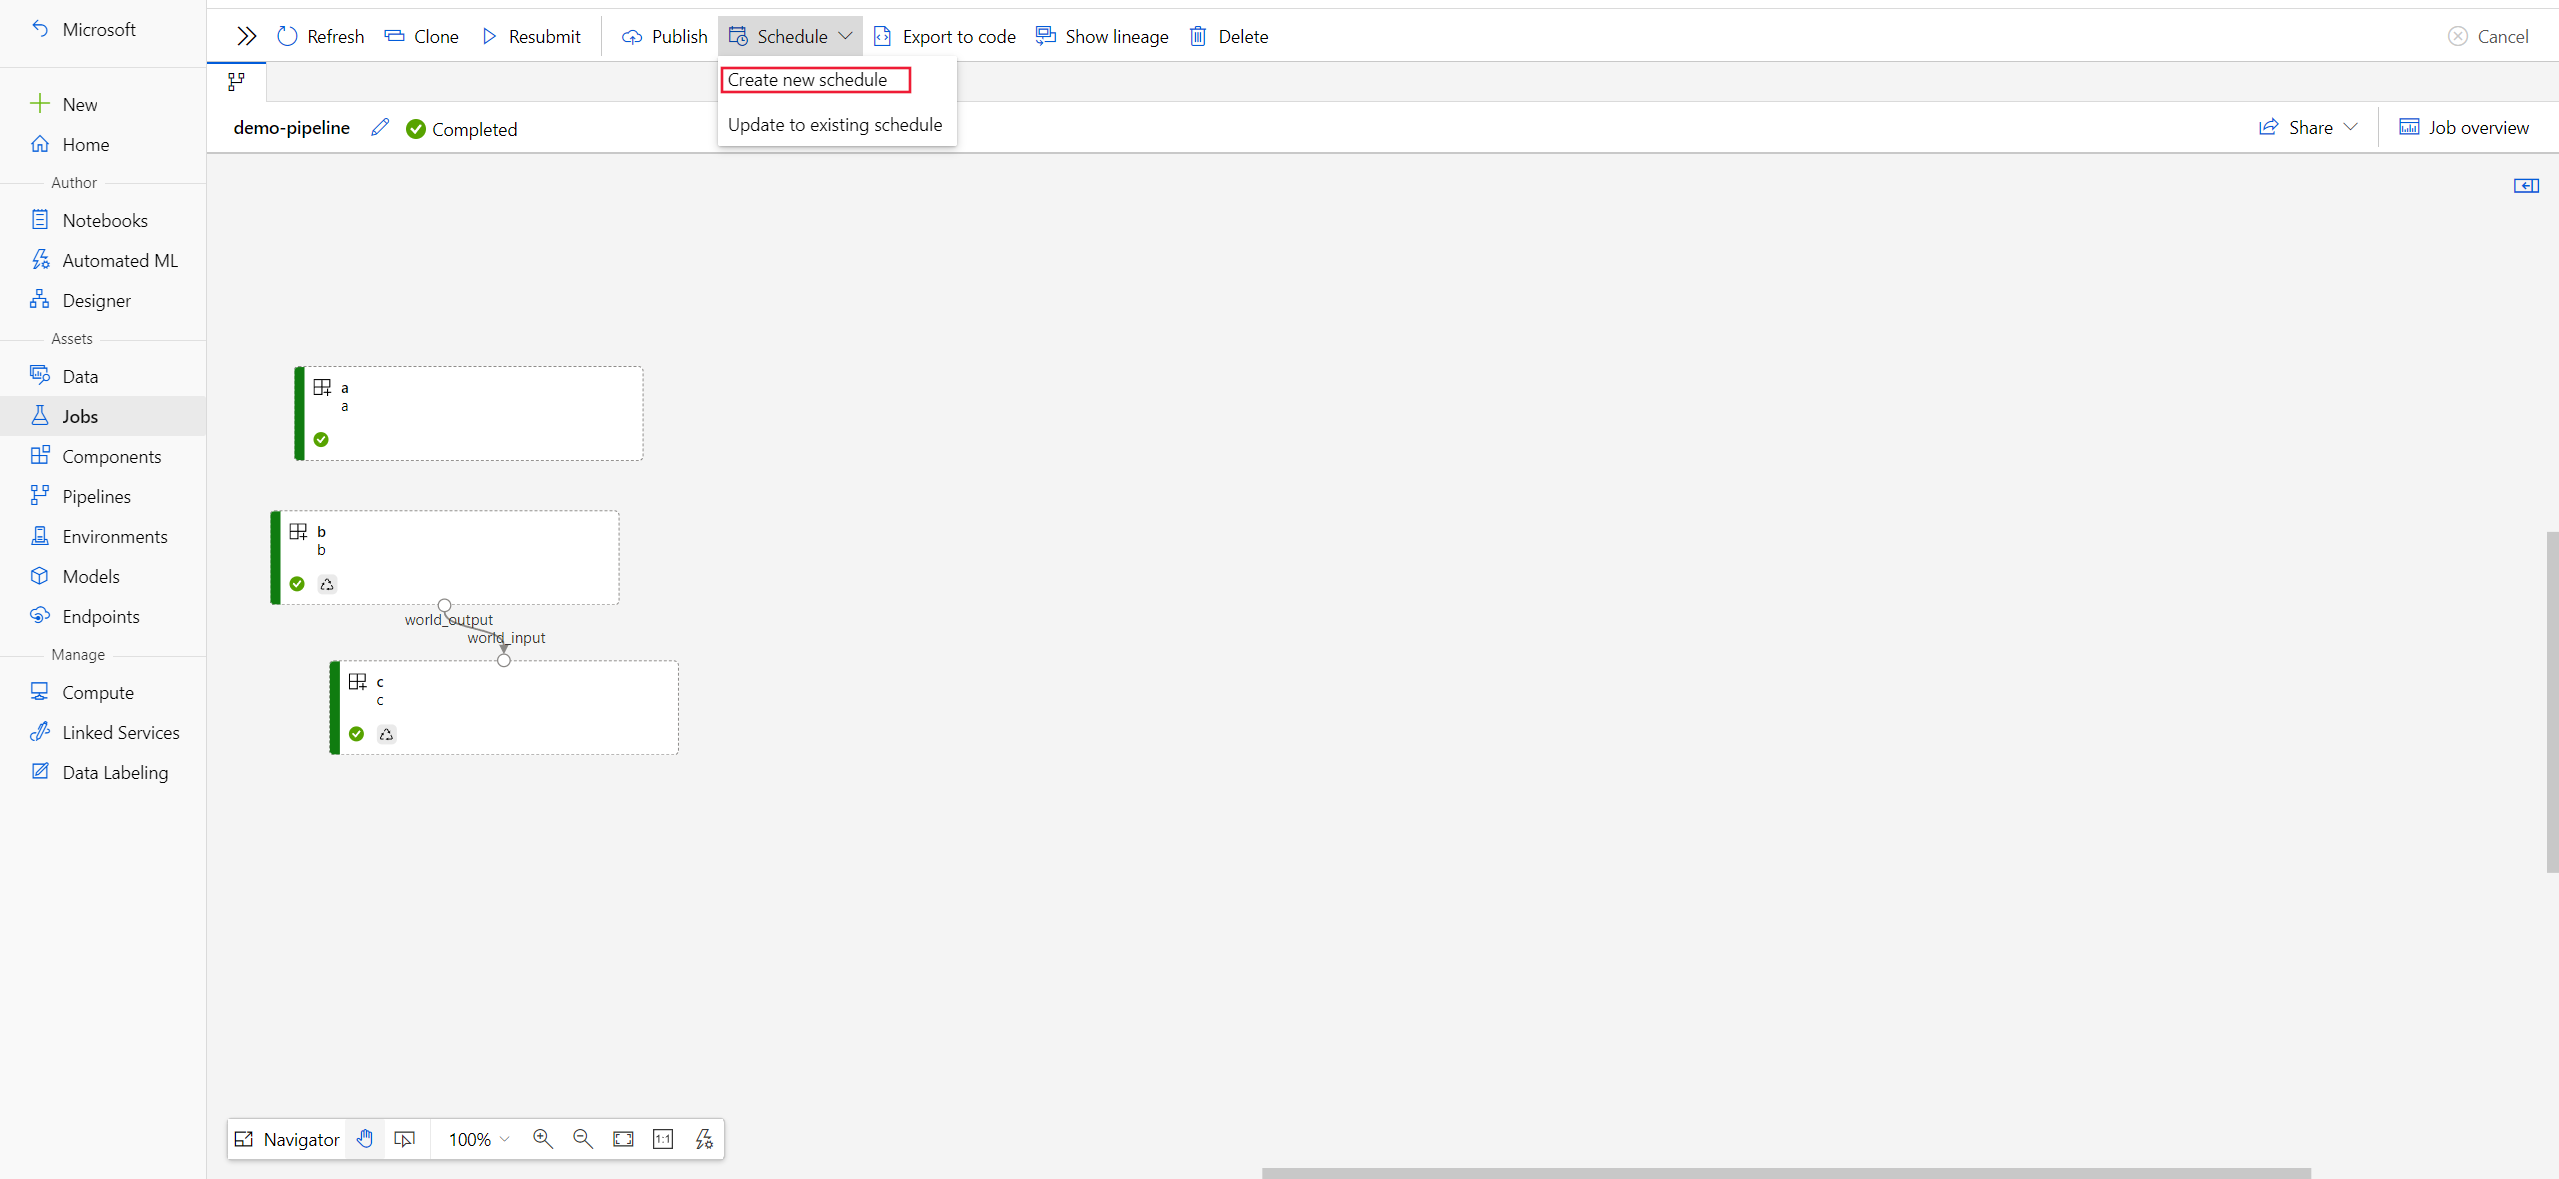 Microsoft
New
Home
Author
Notebooks
Automated ML
Designer
Assets
Data
Jobs
Components
Pipelines
Environments
Models
Endpoints
Manage
Compute
Linked Services
Data Labeling
Refresh Clone Resubmit Publish Schedule Export to code Show lineage Delete Cancel
Create new schedule
Update to existing schedule
demo-pipeline Completed
Share Job overview
a
a
b
b
world_output
world_input
c
c
Navigator 100% 1:1